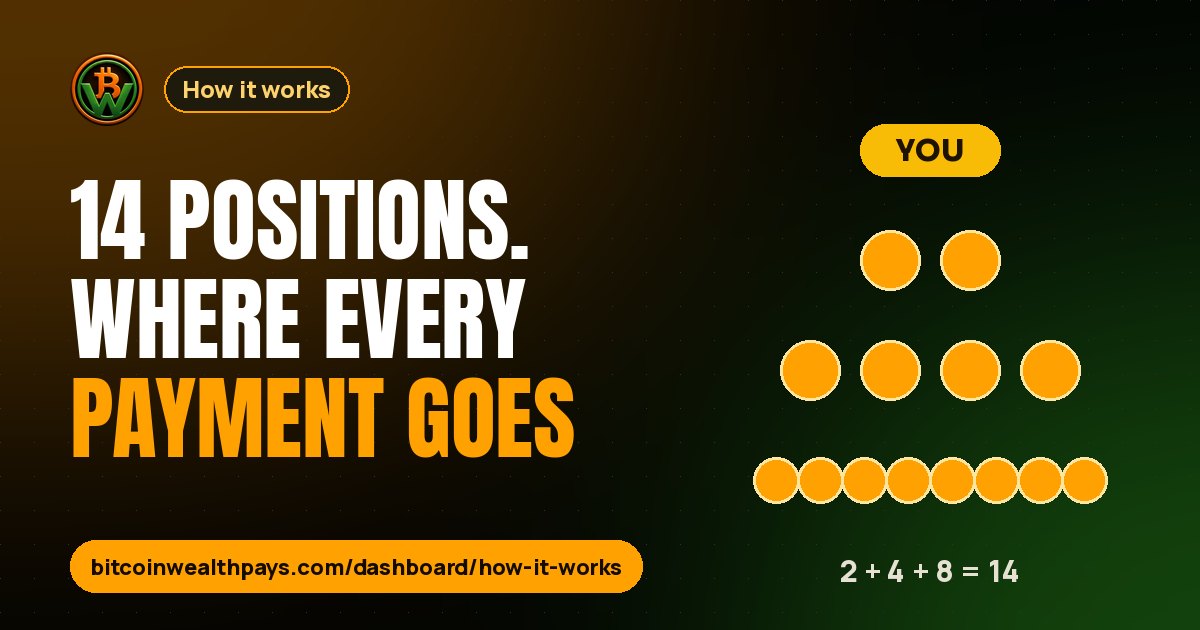 How it works
14 POSITIONS.
WHERE EVERY
PAYMENT GOES
bitcoinwealthpays.com/dashboard/how-it-works
YOU
2 + 4 + 8 = 14